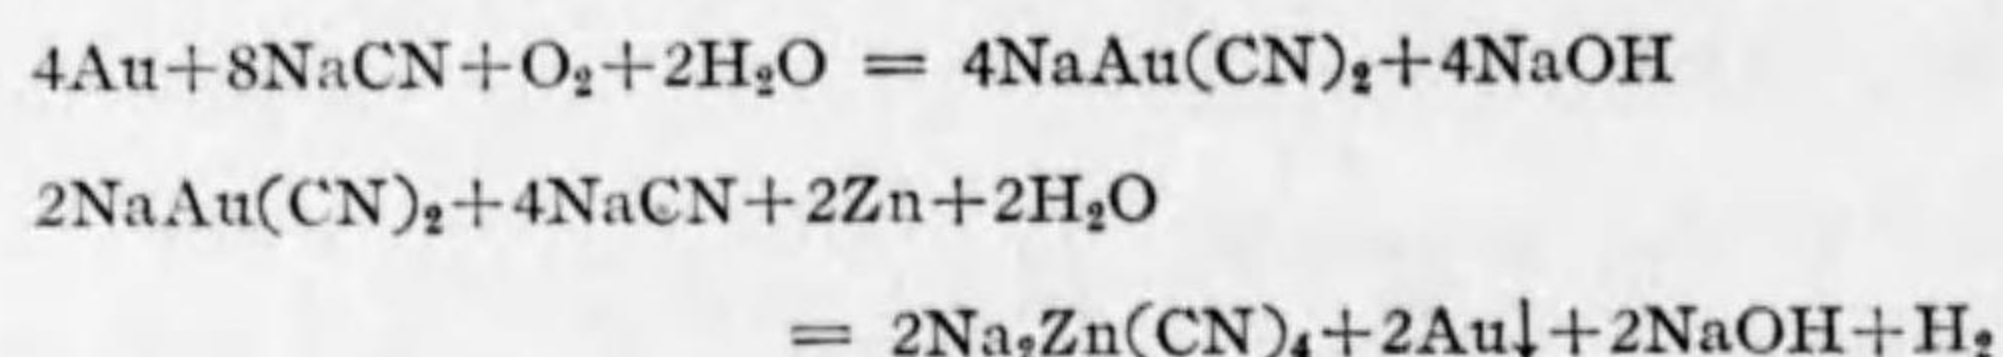 4Au+8NaCN+O₂+2H₂O = 4NaAu(CN)₂+4NaOH
2NaAu(CN)₂+4NaCN+2Zn+2H₂O
= 2Na₂Zn(CN)₄+2Au↓+2NaOH+H₂